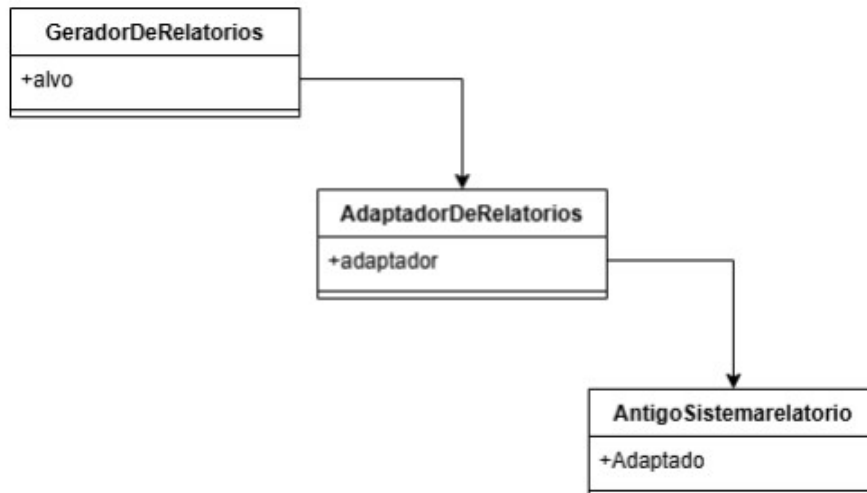 GeradorDeRelatorios
+alvo
AdaptadorDeRelatorios
+adaptador
AntigoSistemarelatorio
+Adaptado